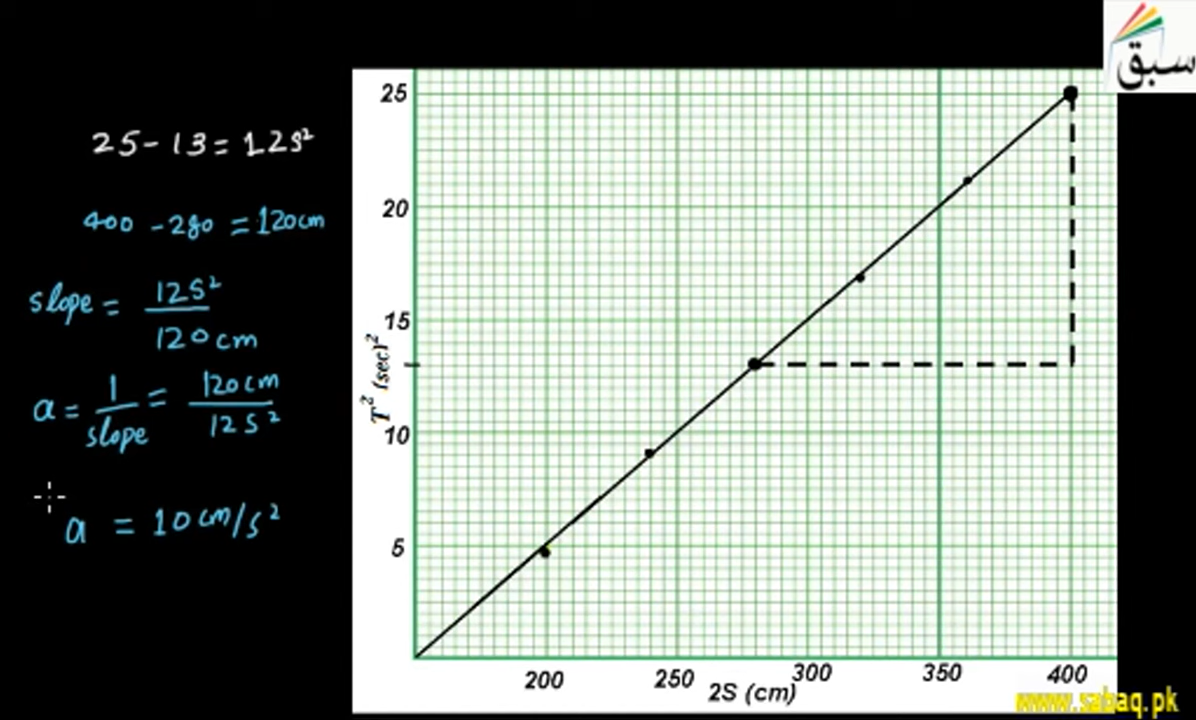 سبق
25 - 13 = 12s²
400 - 280 = 120cm
slope = 12s²
120cm
a = 1 = 120cm
slope 12s²
a = 10cm/s²
25
20
15
10
5
T² (sec)²
200 250 300 350 400
2S (cm)
www.sabaq.pk